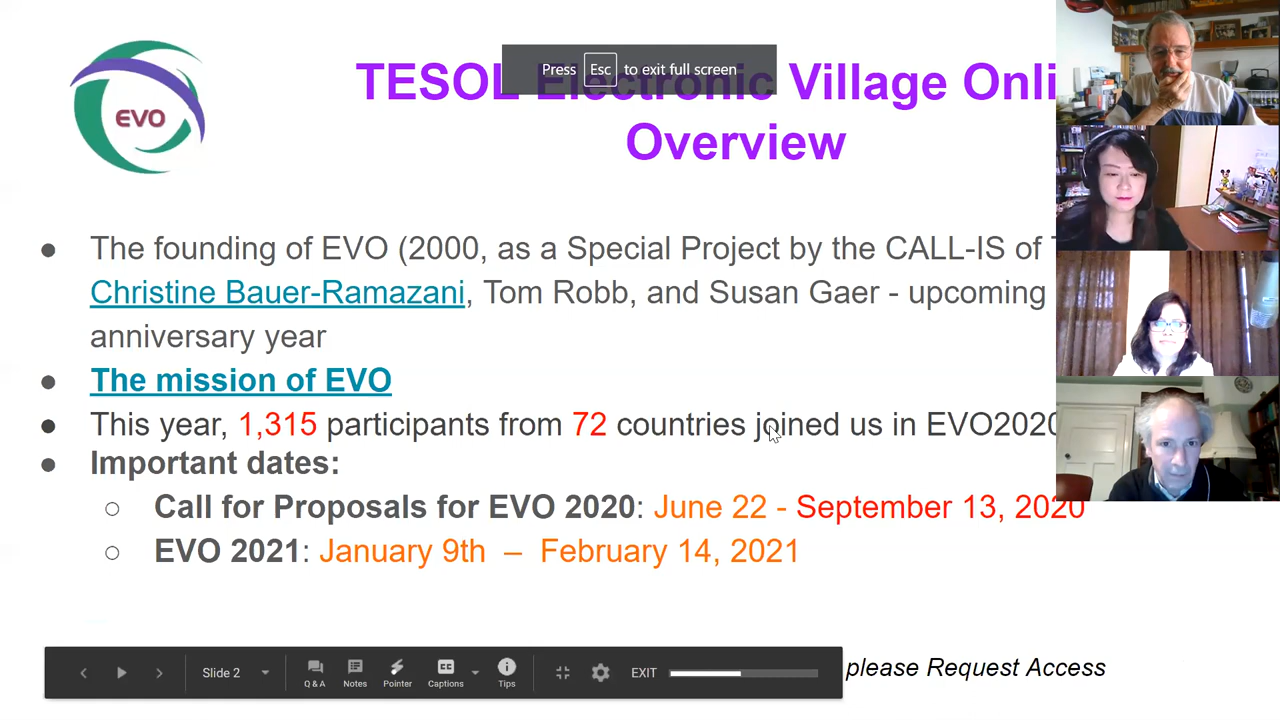 EVO
Press Esc to exit full screen
TESOL Electronic Village Onli
Overview
● The founding of EVO (2000, as a Special Project by the CALL-IS of
Christine Bauer-Ramazani, Tom Robb, and Susan Gaer - upcoming
anniversary year
● The mission of EVO
● This year, 1,315 participants from 72 countries joined us in EVO2020
● Important dates:
○ Call for Proposals for EVO 2020: June 22 - September 13, 2020
○ EVO 2021: January 9th – February 14, 2021
please Request Access
Slide 2
Q & A
Notes
Pointer
CC
Captions
Tips
EXIT